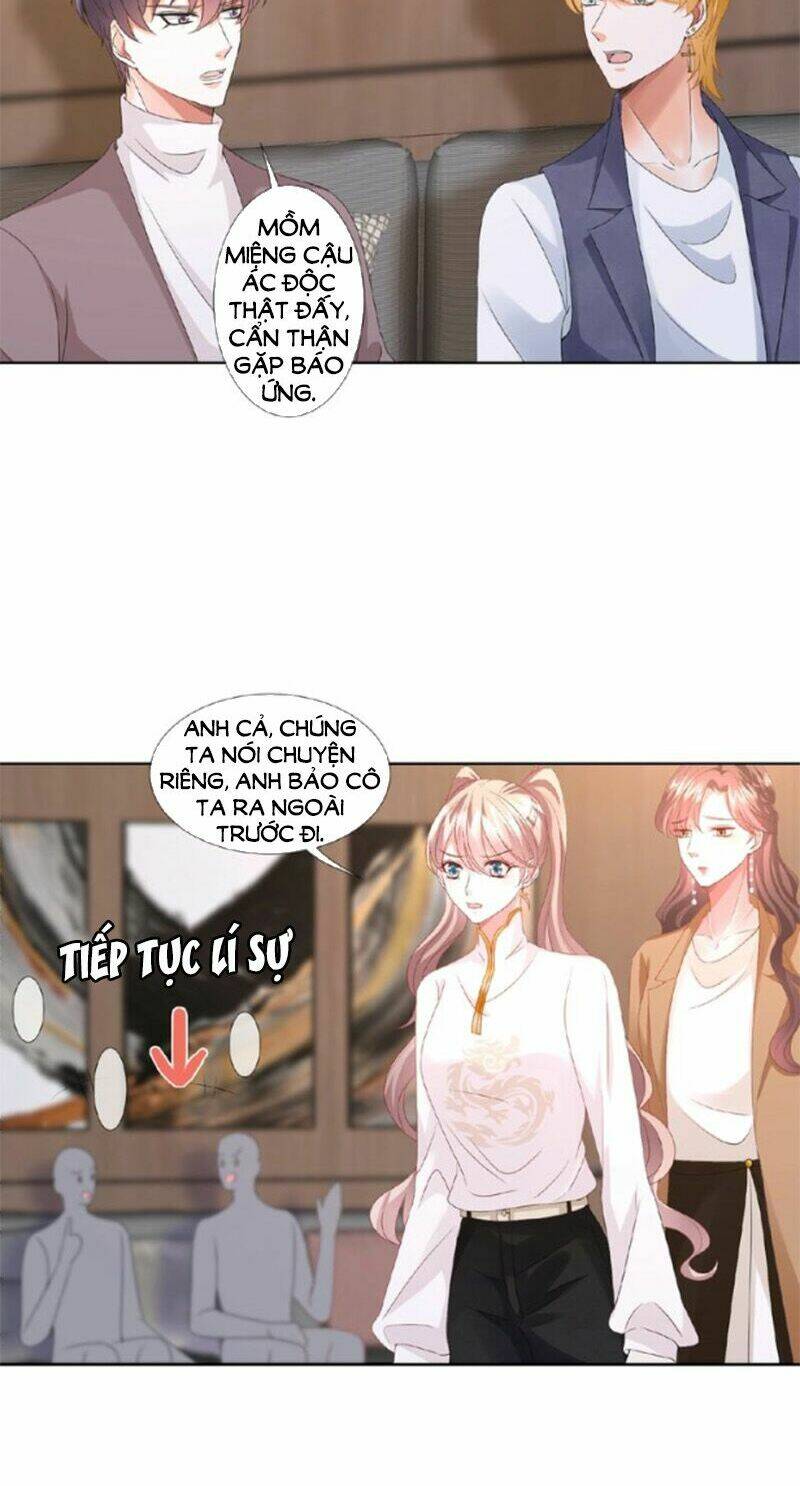 MỒM
MIỆNG CẬU
ÁC ĐỘC
THẬT ĐẤY,
CẨN THẬN
GẶP BÁO
ỨNG.
ANH CẢ, CHÚNG
TA NÓI CHUYỆN
RIÊNG, ANH BẢO CÔ
TA RA NGOÀI
TRƯỚC ĐI.
TIẾP TỤC LÍ SỰ